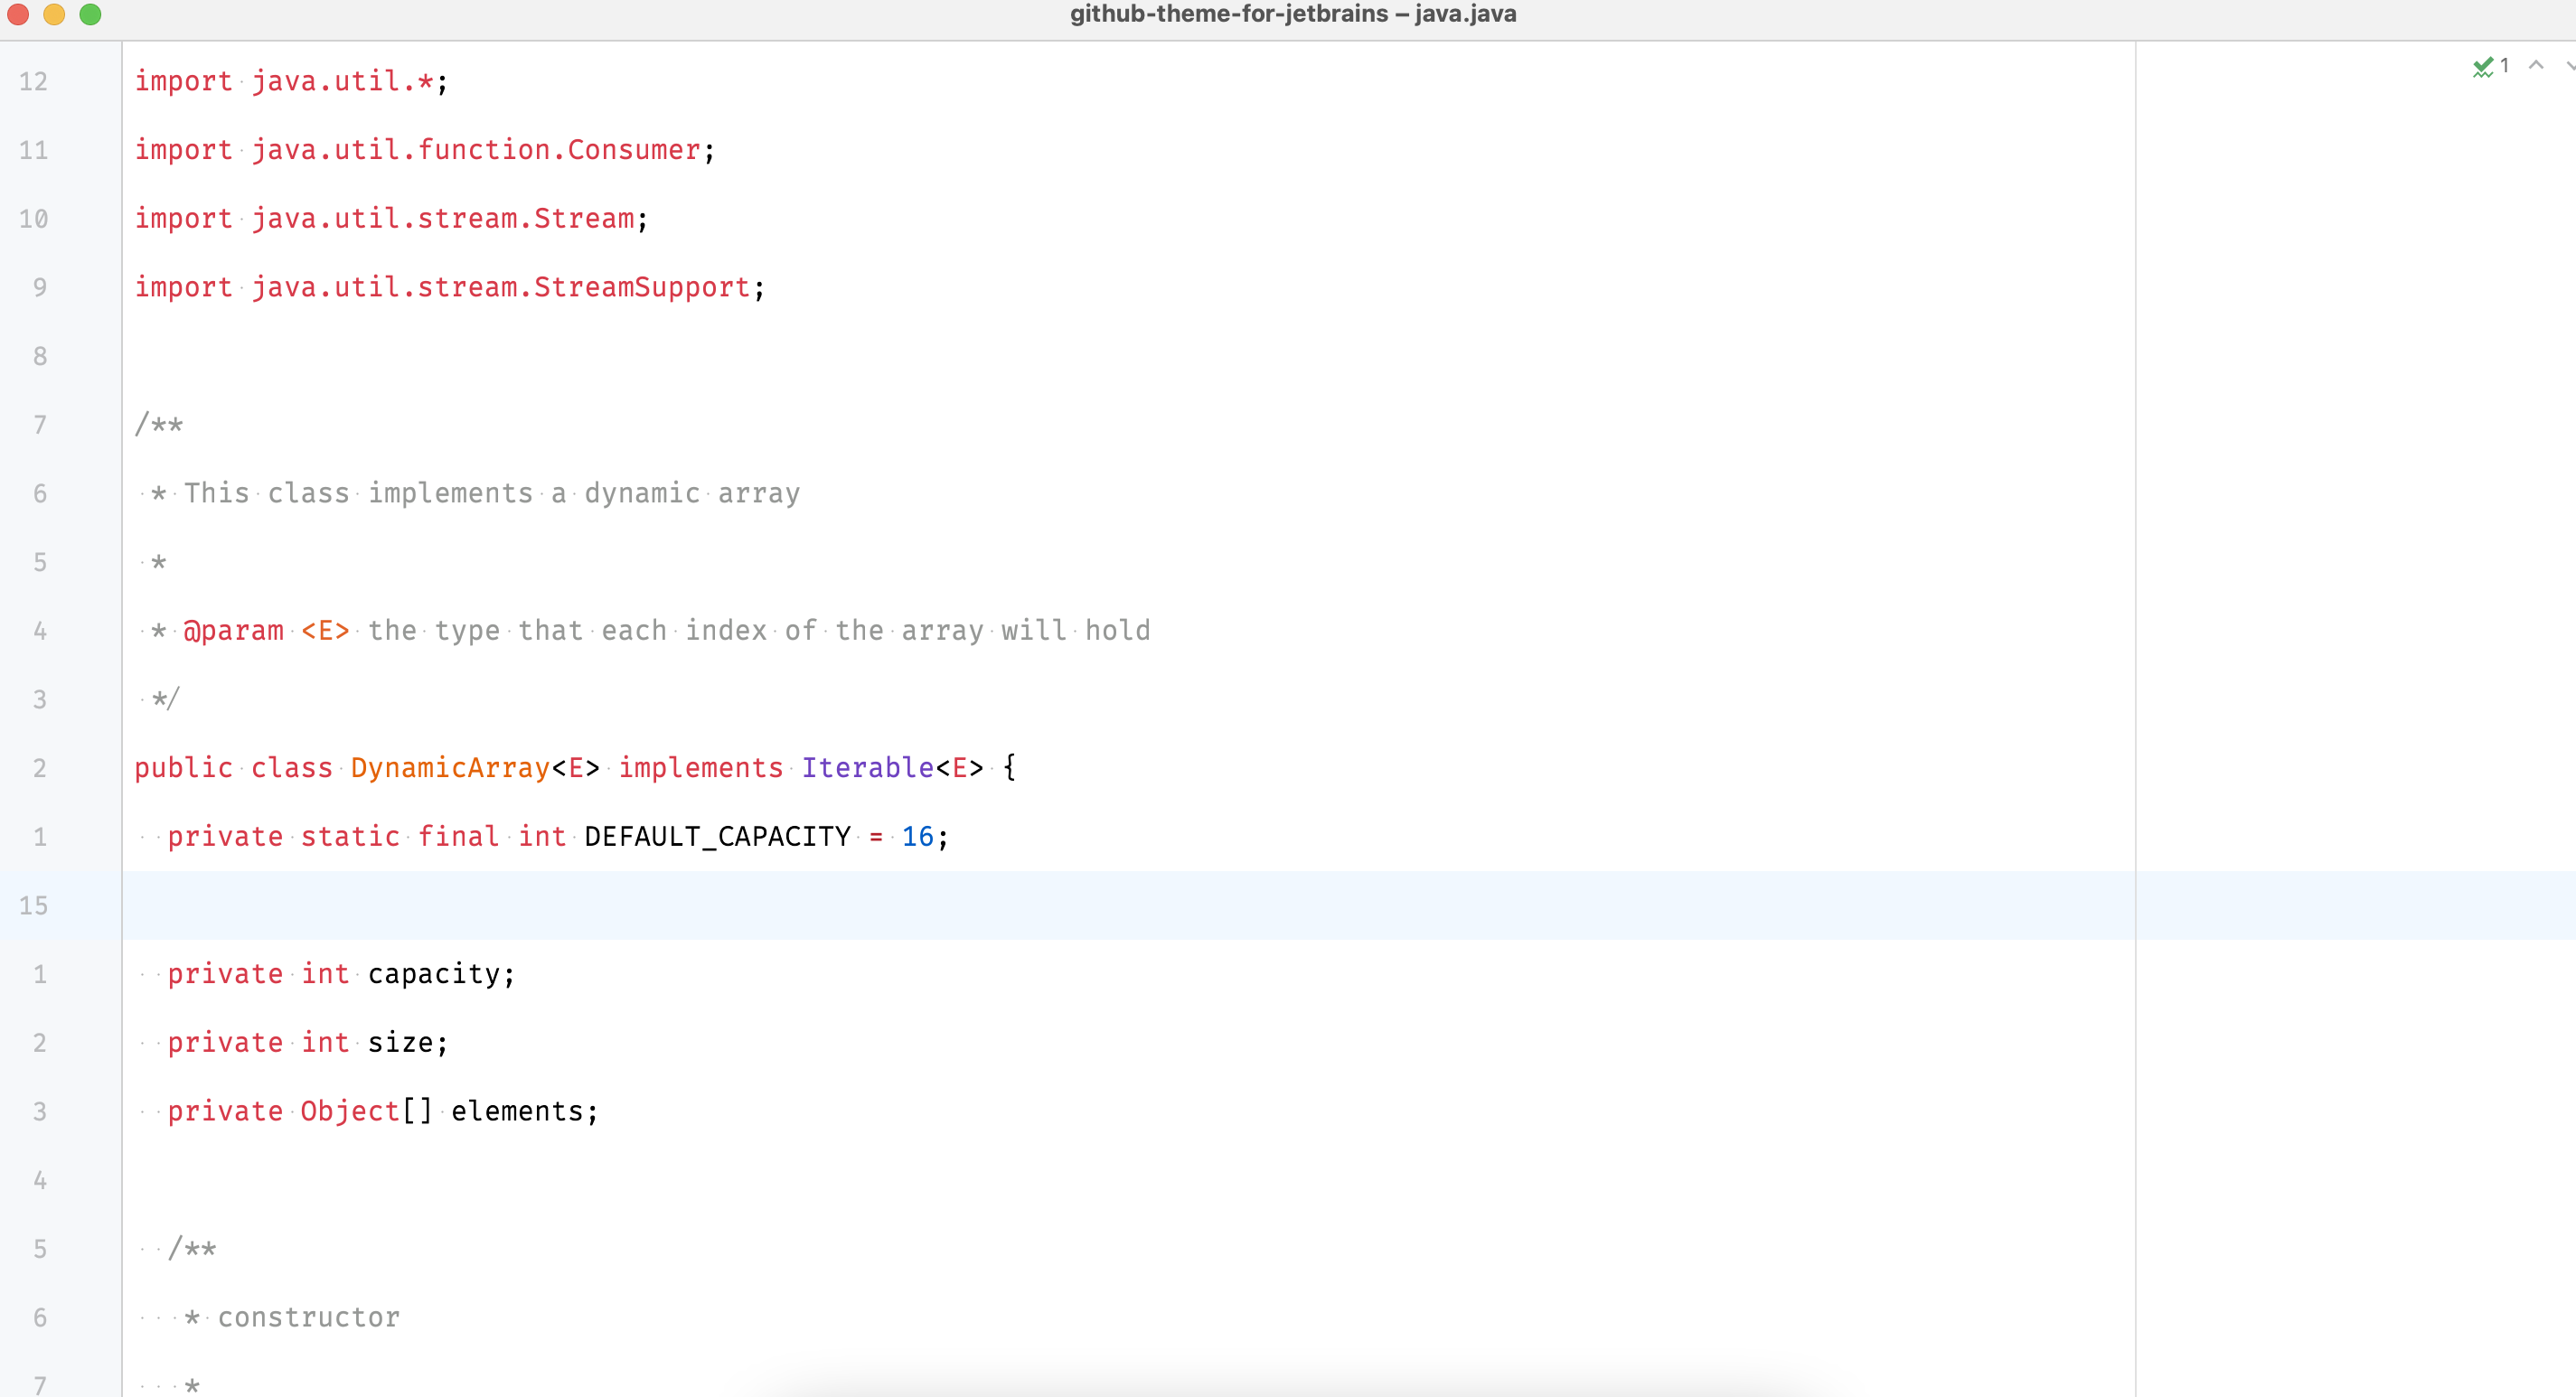 github-theme-for-jetbrains – java.java
1
12 import java.util.*;
11 import java.util.function.Consumer;
10 import java.util.stream.Stream;
9 import java.util.stream.StreamSupport;
8
7 /**
6  * This class implements a dynamic array
5  *
4  * @param <E> the type that each index of the array will hold
3  */
2 public class DynamicArray<E> implements Iterable<E> {
1   private static final int DEFAULT_CAPACITY = 16;
15
1   private int capacity;
2   private int size;
3   private Object[] elements;
4
5   /**
6    * constructor
7    *